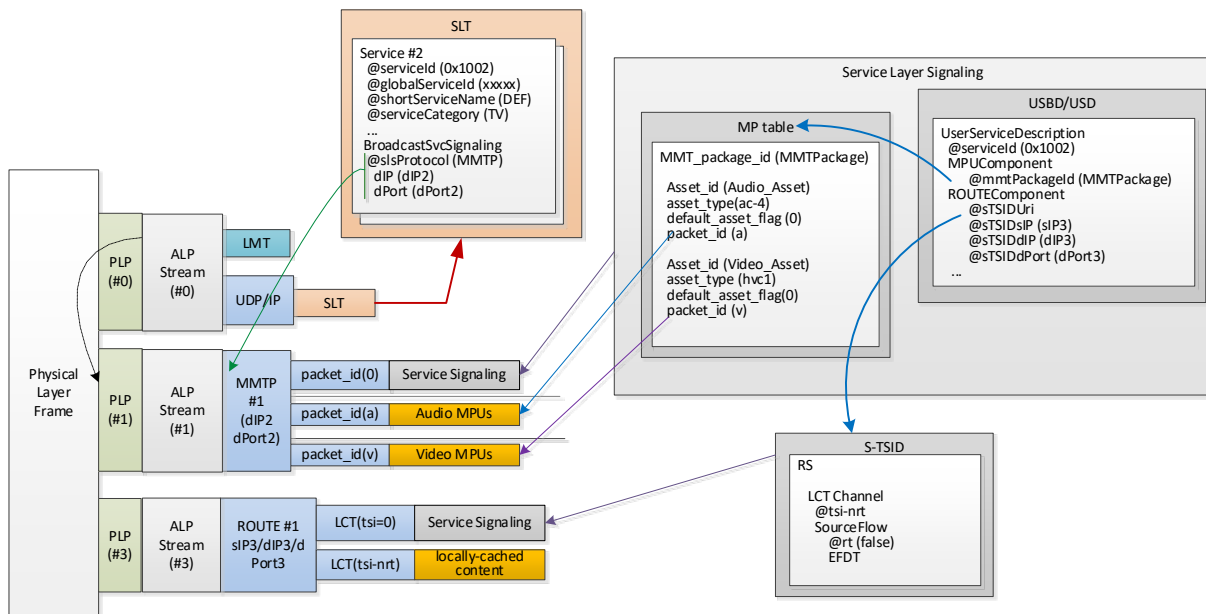 SLT
Service #2
@serviceId (0x1002)
@globalServiceId (xxxxx)
@shortServiceName (DEF)
@serviceCategory (TV)
...
BroadcastSvcSignaling
@slsProtocol (MMTP)
dIP (dIP2)
dPort (dPort2)
Service Layer Signaling
MP table
MMT_package_id (MMTPackage)
Asset_id (Audio_Asset)
asset_type(ac-4)
default_asset_flag (0)
packet_id (a)
Asset_id (Video_Asset)
asset_type (hvc1)
default_asset_flag(0)
packet_id (v)
USBD/USD
UserServiceDescription
@serviceId (0x1002)
MPUComponent
@mmtPackageId (MMTPackage)
ROUTEComponent
@sTSIDUri
@sTSIDsIP (sIP3)
@sTSIDdIP (dIP3)
@sTSIDdPort (dPort3)
...
Physical
Layer
Frame
PLP
(#0)
ALP
Stream
(#0)
LMT
UDP/IP
SLT
PLP
(#1)
ALP
Stream
(#1)
MMTP
#1
(dIP2
dPort2)
packet_id(0)
Service Signaling
packet_id(a)
Audio MPUs
packet_id(v)
Video MPUs
PLP
(#3)
ALP
Stream
(#3)
ROUTE #1
sIP3/dIP3/d
Port3
LCT(tsi=0)
Service Signaling
LCT(tsi-nrt)
locally-cached
content
S-TSID
RS
LCT Channel
@tsi-nrt
SourceFlow
@rt (false)
EFDT